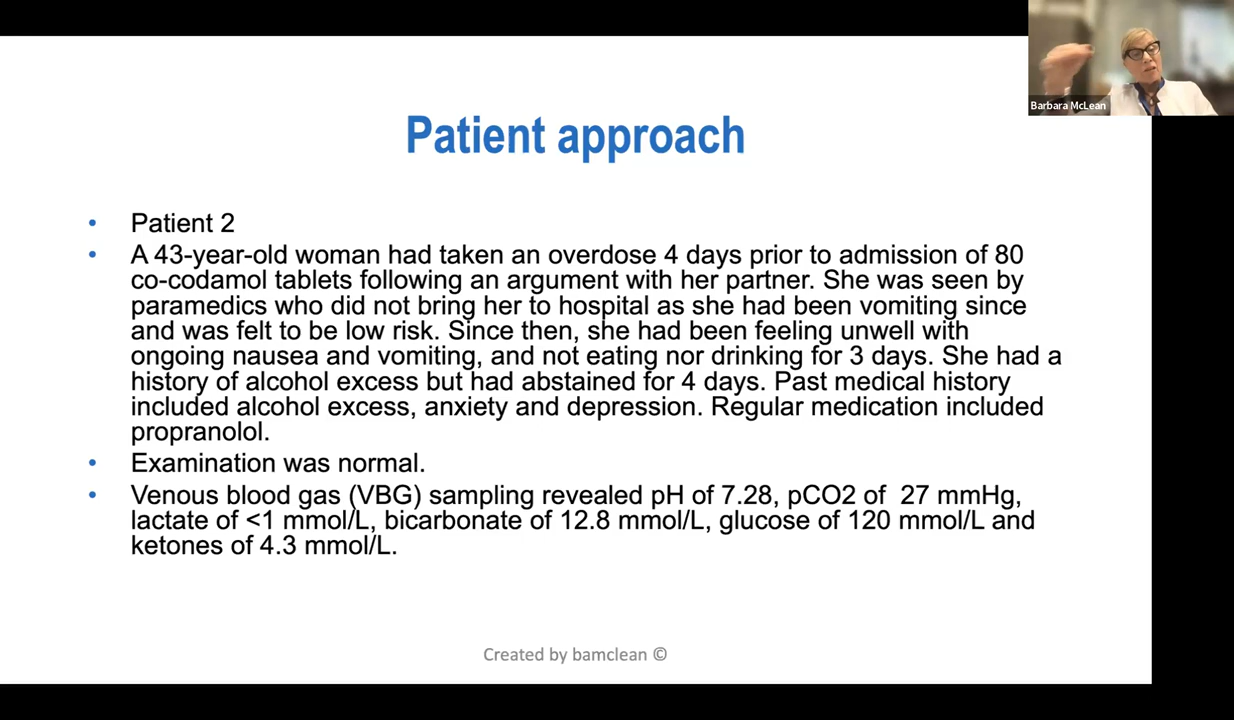 Barbara McLean
Patient approach
• Patient 2
• A 43-year-old woman had taken an overdose 4 days prior to admission of 80
co-codamol tablets following an argument with her partner. She was seen by
paramedics who did not bring her to hospital as she had been vomiting since
and was felt to be low risk. Since then, she had been feeling unwell with
ongoing nausea and vomiting, and not eating nor drinking for 3 days. She had a
history of alcohol excess but had abstained for 4 days. Past medical history
included alcohol excess, anxiety and depression. Regular medication included
propranolol.
• Examination was normal.
• Venous blood gas (VBG) sampling revealed pH of 7.28, pCO2 of  27 mmHg,
lactate of <1 mmol/L, bicarbonate of 12.8 mmol/L, glucose of 120 mmol/L and
ketones of 4.3 mmol/L.
Created by bamclean ©